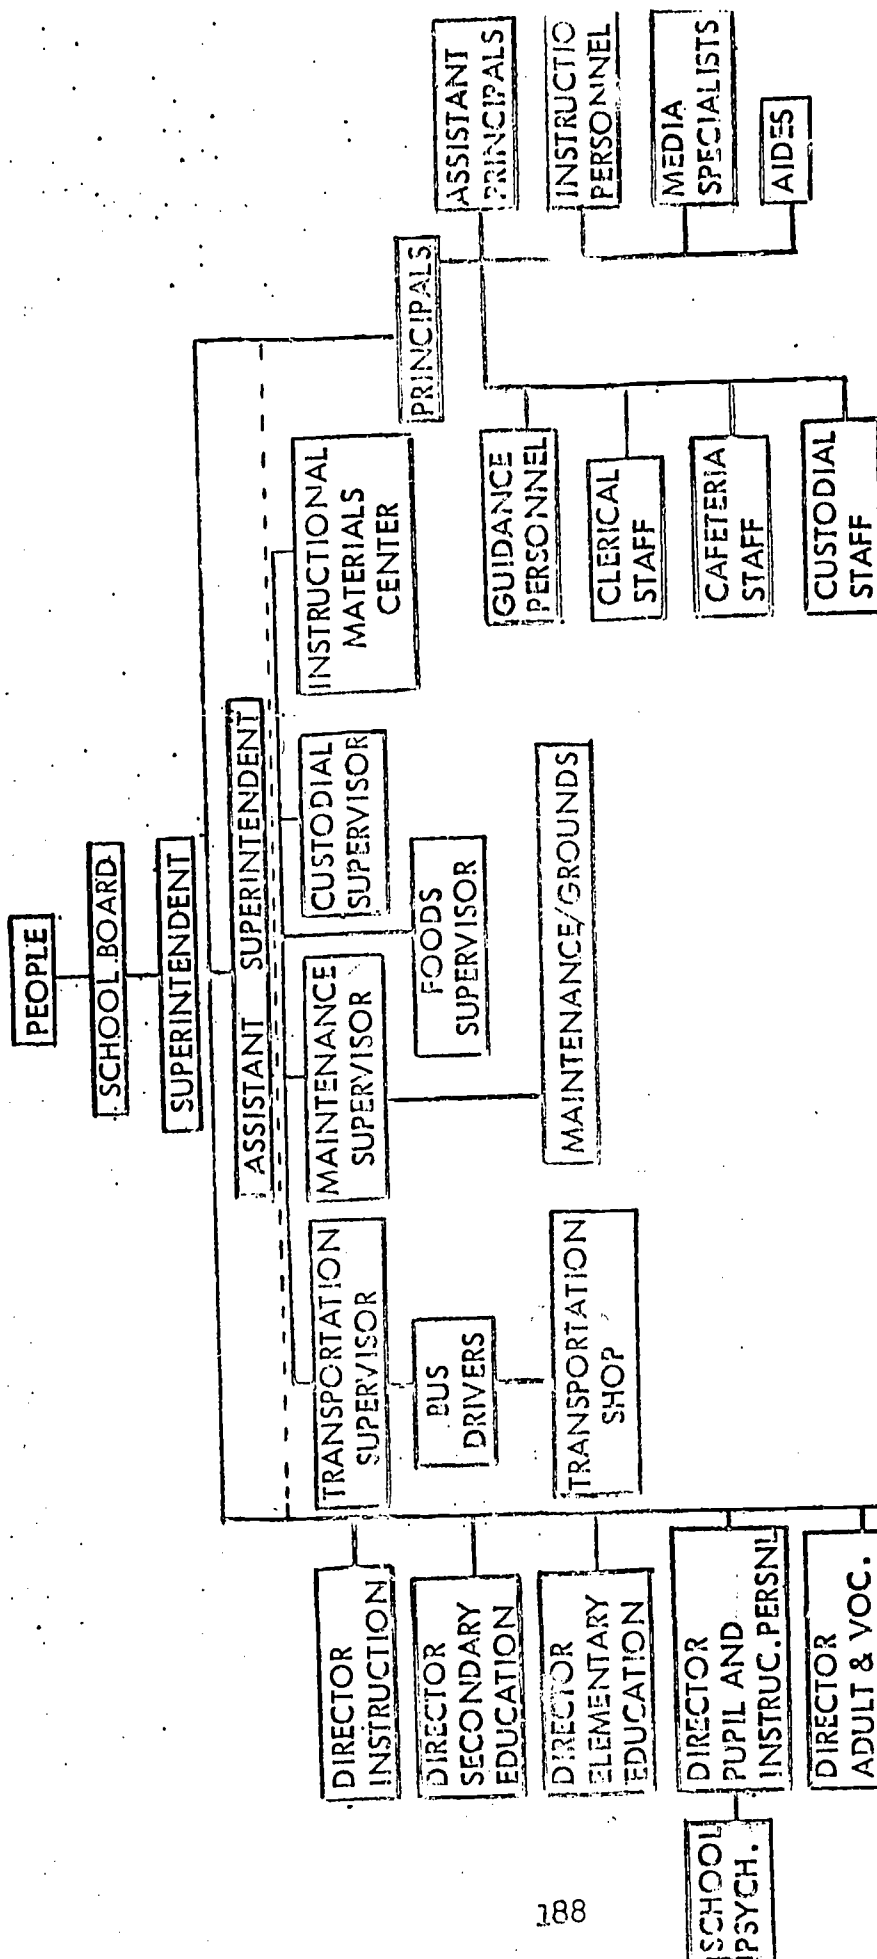 PEOPLE
SCHOOL BOARD
SUPERINTENDENT
ASSISTANT SUPERINTENDENT
TRANSPORTATION
SUPERVISOR
MAINTENANCE
SUPERVISOR
CUSTODIAL
SUPERVISOR
INSTRUCTIONAL
MATERIALS
CENTER
PRINCIPALS
BUS
DRIVERS
FOODS
SUPERVISOR
TRANSPORTATION
SHOP
MAINTENANCE/GROUNDS
DIRECTOR
INSTRUCTION
DIRECTOR
SECONDARY
EDUCATION
DIRECTOR
ELEMENTARY
EDUCATION
DIRECTOR
PUPIL AND
INSTRUC. PERSNL
SCHOOL
PSYCH.
DIRECTOR
ADULT & VOC.
ASSISTANT
PRINCIPALS
INSTRUCTIO
PERSONNEL
MEDIA
SPECIALISTS
AIDES
GUIDANCE
PERSONNEL
CLERICAL
STAFF
CAFETERIA
STAFF
CUSTODIAL
STAFF
188